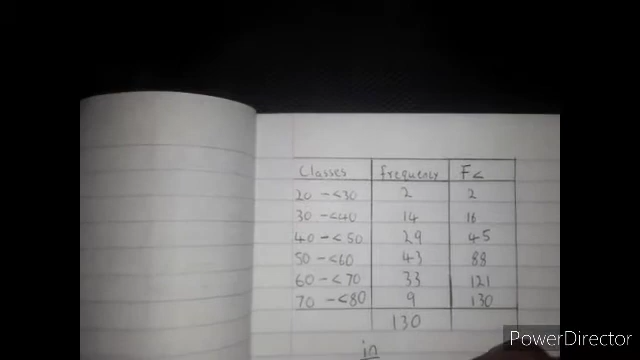 Classes frequency F<
20 -<30 2 2
30 -<40 14 16
40 -<50 29 45
50 -<60 43 88
60 -<70 33 121
70 -<80 9 130
130
in
PowerDirector